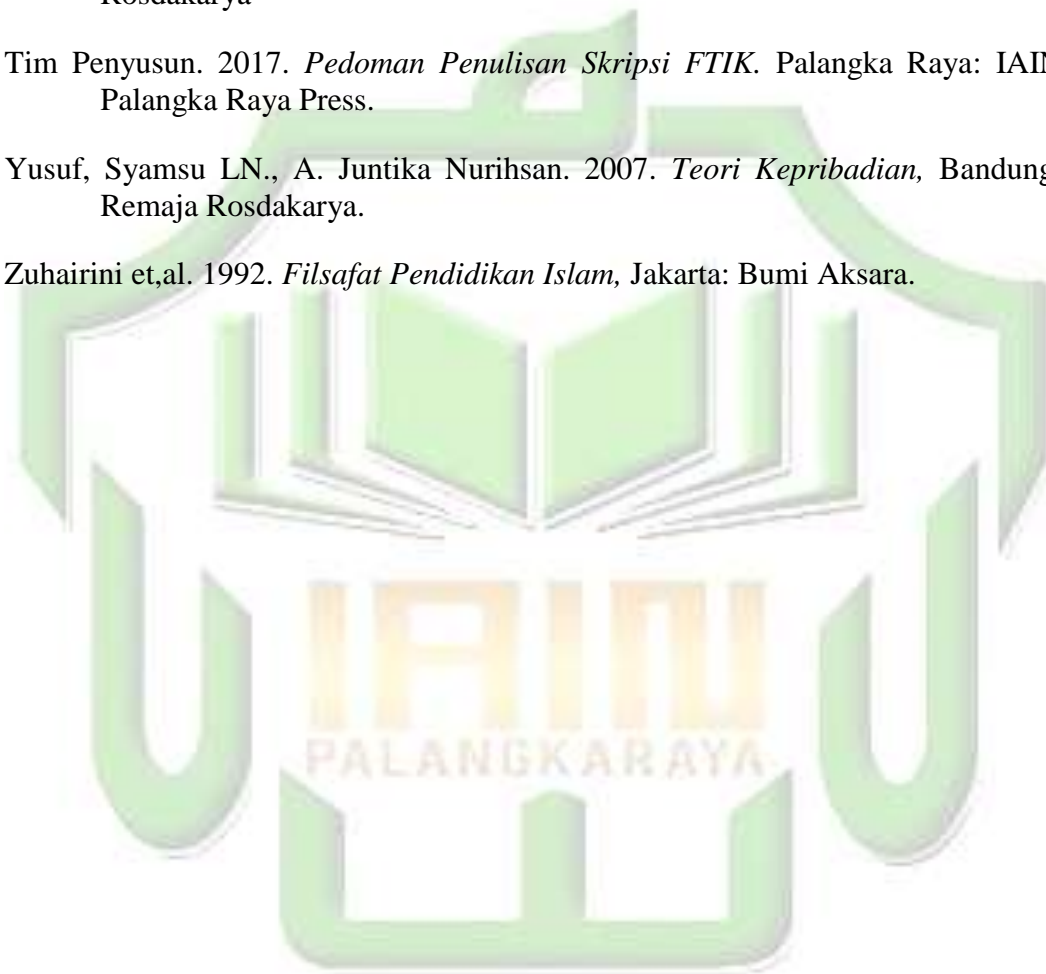 Rosdakarya
Tim Penyusun. 2017. Pedoman Penulisan Skripsi FTIK. Palangka Raya: IAIN
Palangka Raya Press.
Yusuf, Syamsu LN., A. Juntika Nurihsan. 2007. Teori Kepribadian, Bandung
Remaja Rosdakarya.
Zuhairini et,al. 1992. Filsafat Pendidikan Islam, Jakarta: Bumi Aksara.
IAIN
PALANGKARAYA